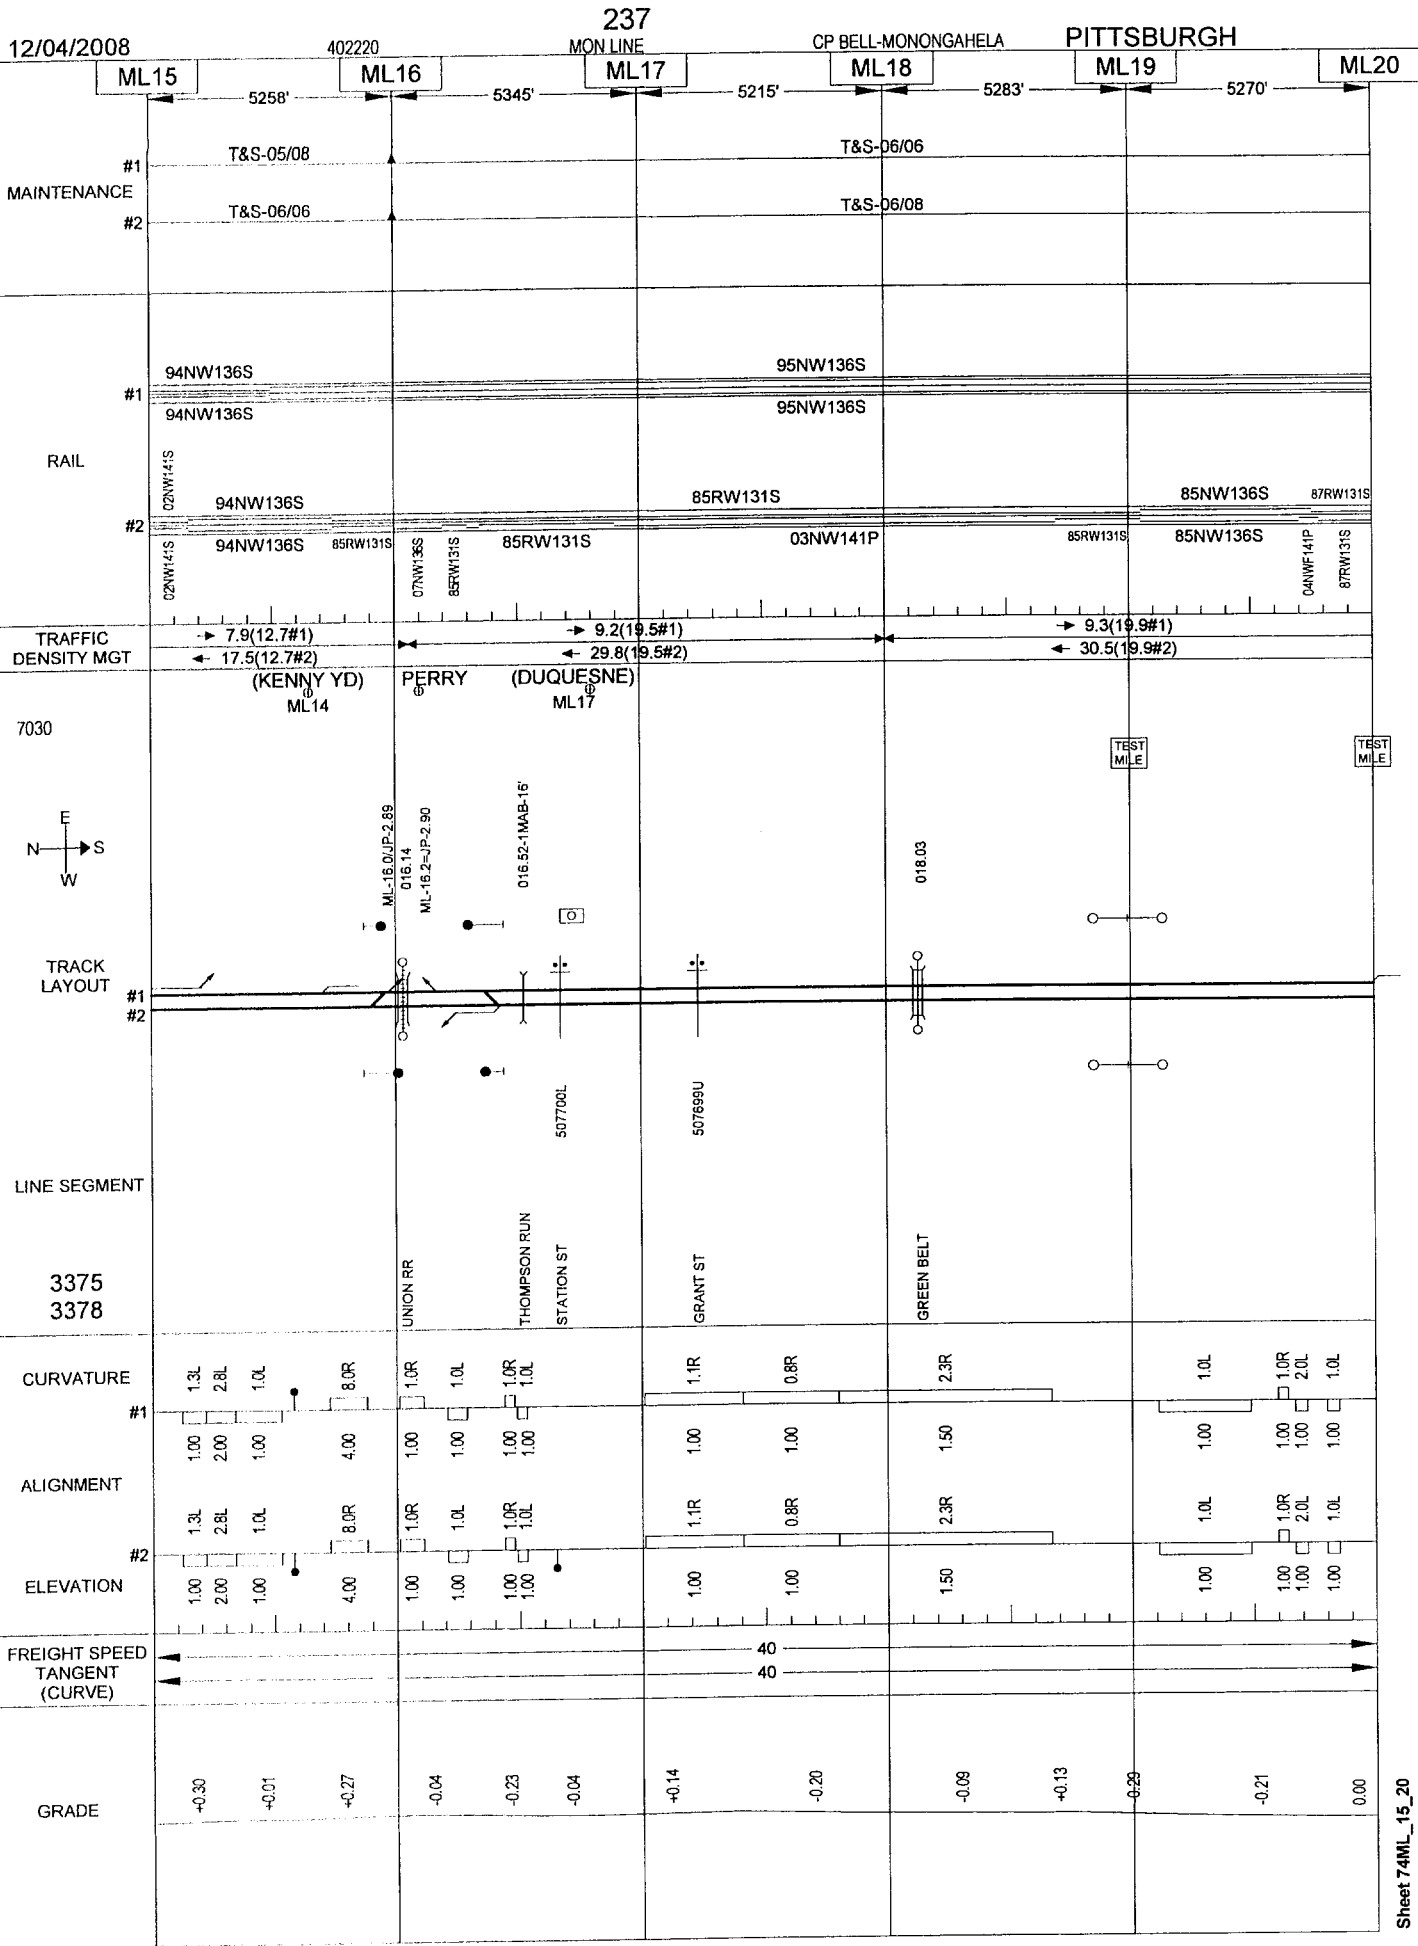 237
12/04/2008 402220 MON LINE CP BELL-MONONGAHELA PITTSBURGH
ML15 ML16 ML17 ML18 ML19 ML20
5258' 5345' 5215' 5283' 5270'
#1 T&S-05/08 T&S-06/06
MAINTENANCE
#2 T&S-06/06 T&S-06/08
94NW136S 95NW136S
#1
94NW136S 95NW136S
RAIL
02NW141S 94NW136S 85RW131S 85NW136S 87RW131S
#2
02NW141S 94NW136S 85RW131S 07NW136S 85RW131S 85RW131S 03NW141P 85RW131S 85NW136S 04NWF141P 87RW131S
TRAFFIC DENSITY MGT
7.9(12.7#1) 9.2(19.5#1) 9.3(19.9#1)
17.5(12.7#2) 29.8(19.5#2) 30.5(19.9#2)
(KENNY YD) PERRY (DUQUESNE)
ML14 ML17
7030
TEST MILE TEST MILE
E
N S
W
ML-16.0/JP-2.89
016.14
ML-16.2=JP-2.90
016.52-1MAB-16'
018.03
TRACK LAYOUT
#1
#2
507700L
507699U
LINE SEGMENT
3375
3378
UNION RR
THOMPSON RUN
STATION ST
GRANT ST
GREEN BELT
CURVATURE
1.3L 2.8L 1.0L 8.0R 1.0R 1.0L 1.0R 1.0L 1.1R 0.8R 2.3R 1.0L 1.0R 2.0L 1.0L
#1
1.00 2.00 1.00 4.00 1.00 1.00 1.00 1.00 1.00 1.00 1.50 1.00 1.00 1.00 1.00
ALIGNMENT
1.3L 2.8L 1.0L 8.0R 1.0R 1.0L 1.0R 1.0L 1.1R 0.8R 2.3R 1.0L 1.0R 2.0L 1.0L
#2
ELEVATION
1.00 2.00 1.00 4.00 1.00 1.00 1.00 1.00 1.00 1.00 1.50 1.00 1.00 1.00 1.00
FREIGHT SPEED
TANGENT
(CURVE)
40
40
GRADE
+0.30 +0.01 +0.27 -0.04 -0.23 -0.04 +0.14 -0.20 -0.09 +0.13 -0.29 -0.21 0.00
Sheet 74ML_15_20